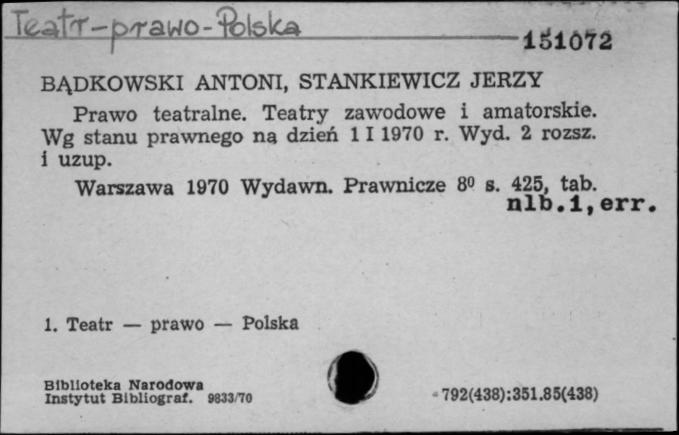 Teatr-prawo-Polska
151072
BĄDKOWSKI ANTONI, STANKIEWICZ JERZY
Prawo teatralne. Teatry zawodowe i amatorskie.
Wg stanu prawnego na dzień 1 I 1970 r. Wyd. 2 rozsz.
i uzup.
Warszawa 1970 Wydawn. Prawnicze 8⁰ s. 425, tab.
nlb.1, err.
1. Teatr — prawo — Polska
Biblioteka Narodowa
Instytut Bibliograf. 9833/70
792(438):351.85(438)